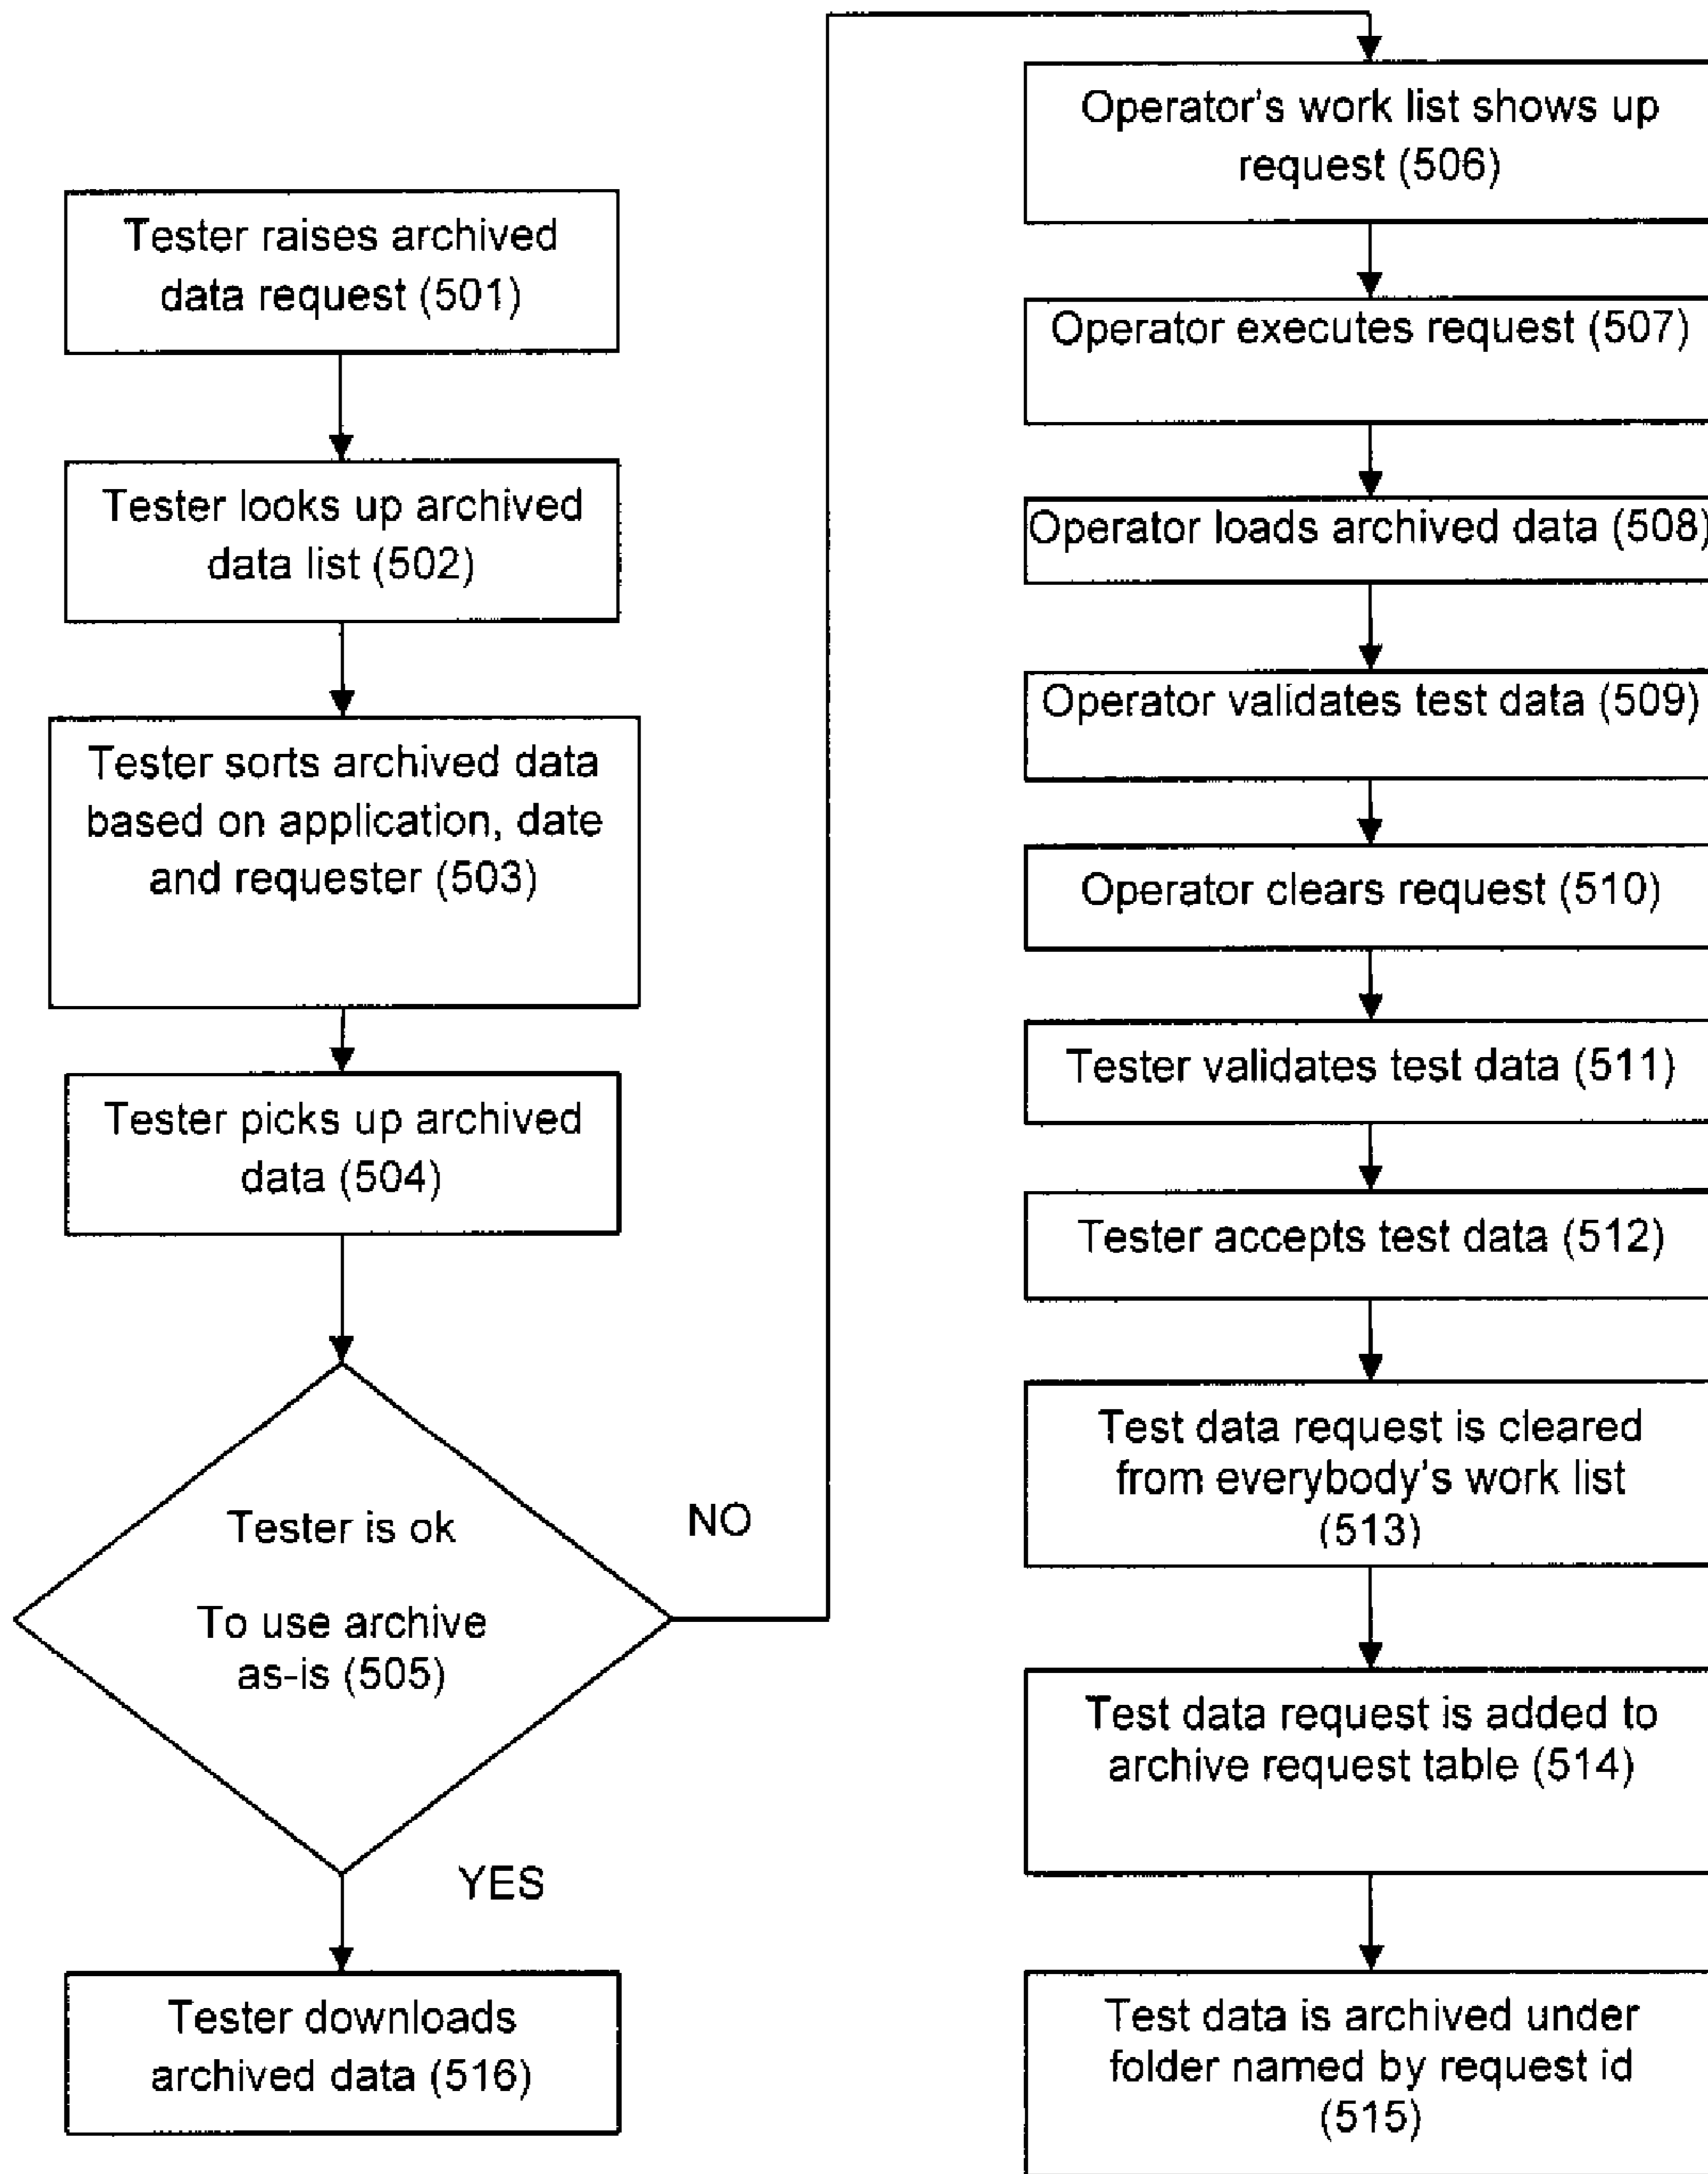 Tester raises archived
data request (501)
Tester looks up archived
data list (502)
Tester sorts archived data
based on application, date
and requester (503)
Tester picks up archived
data (504)
Tester is ok
To use archive
as-is (505)
NO
YES
Tester downloads
archived data (516)
Operator's work list shows up
request (506)
Operator executes request (507)
Operator loads archived data (508)
Operator validates test data (509)
Operator clears request (510)
Tester validates test data (511)
Tester accepts test data (512)
Test data request is cleared
from everybody's work list
(513)
Test data request is added to
archive request table (514)
Test data is archived under
folder named by request id
(515)